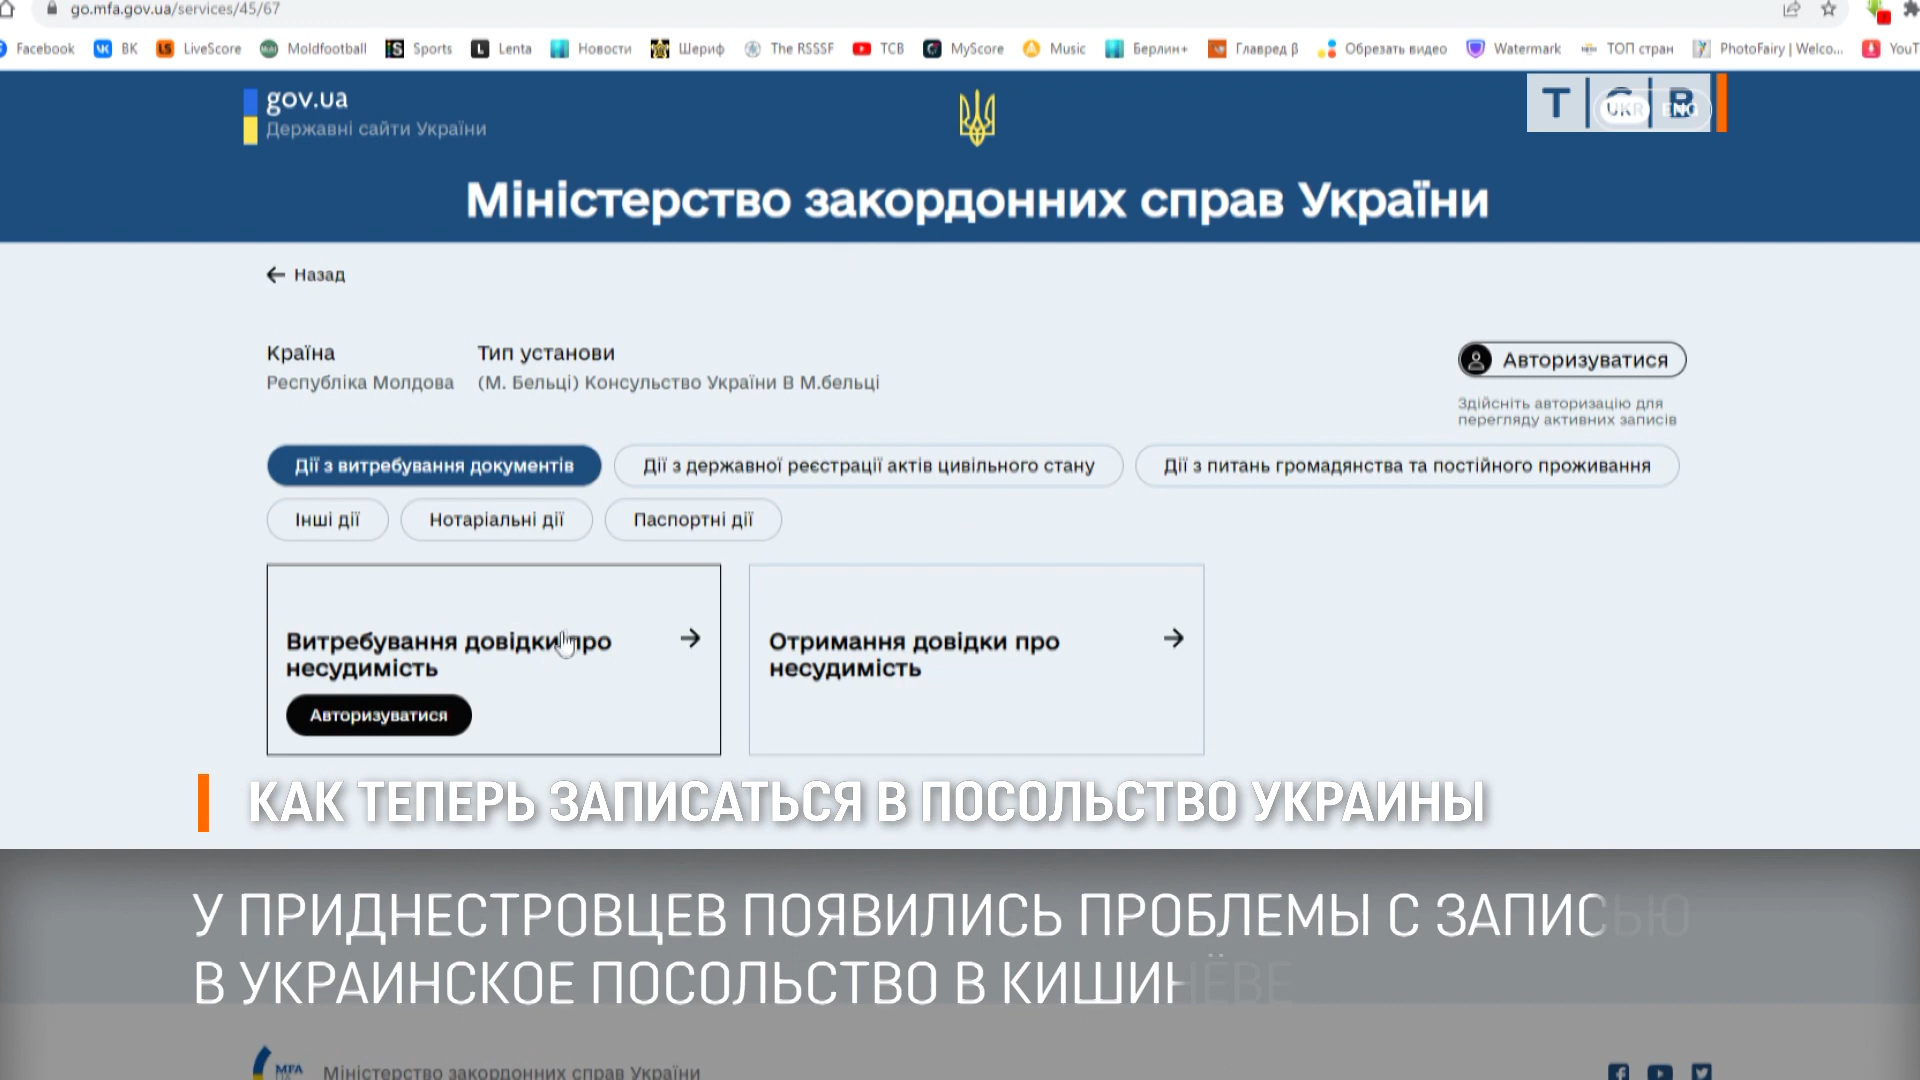 go.mfa.gov.ua/services/45/67
Facebook ВК LiveScore Moldfootball Sports Lenta Новости Шериф The RSSSF ТСВ MyScore Music Берлин+ Главред β Обрезать видео Watermark ТОП стран PhotoFairy | Welco... YouT
gov.ua
Державні сайти України
Т С В
UKR ENG
Міністерство закордонних справ України
← Назад
Країна Тип установи
Республіка Молдова (М. Бельці) Консульство України В М.бельці
Авторизуватися
Здійсніть авторизацію для
перегляду активних записів
Дії з витребування документів Дії з державної реєстрації актів цивільного стану Дії з питань громадянства та постійного проживання
Інші дії Нотаріальні дії Паспортні дії
Витребування довідки про
несудимість
Авторизуватися
Отримання довідки про
несудимість
КАК ТЕПЕРЬ ЗАПИСАТЬСЯ В ПОСОЛЬСТВО УКРАИНЫ
У ПРИДНЕСТРОВЦЕВ ПОЯВИЛИСЬ ПРОБЛЕМЫ С ЗАПИСЬЮ
В УКРАИНСКОЕ ПОСОЛЬСТВО В КИШИНЁВЕ
MFA Міністерство закордонних справ України